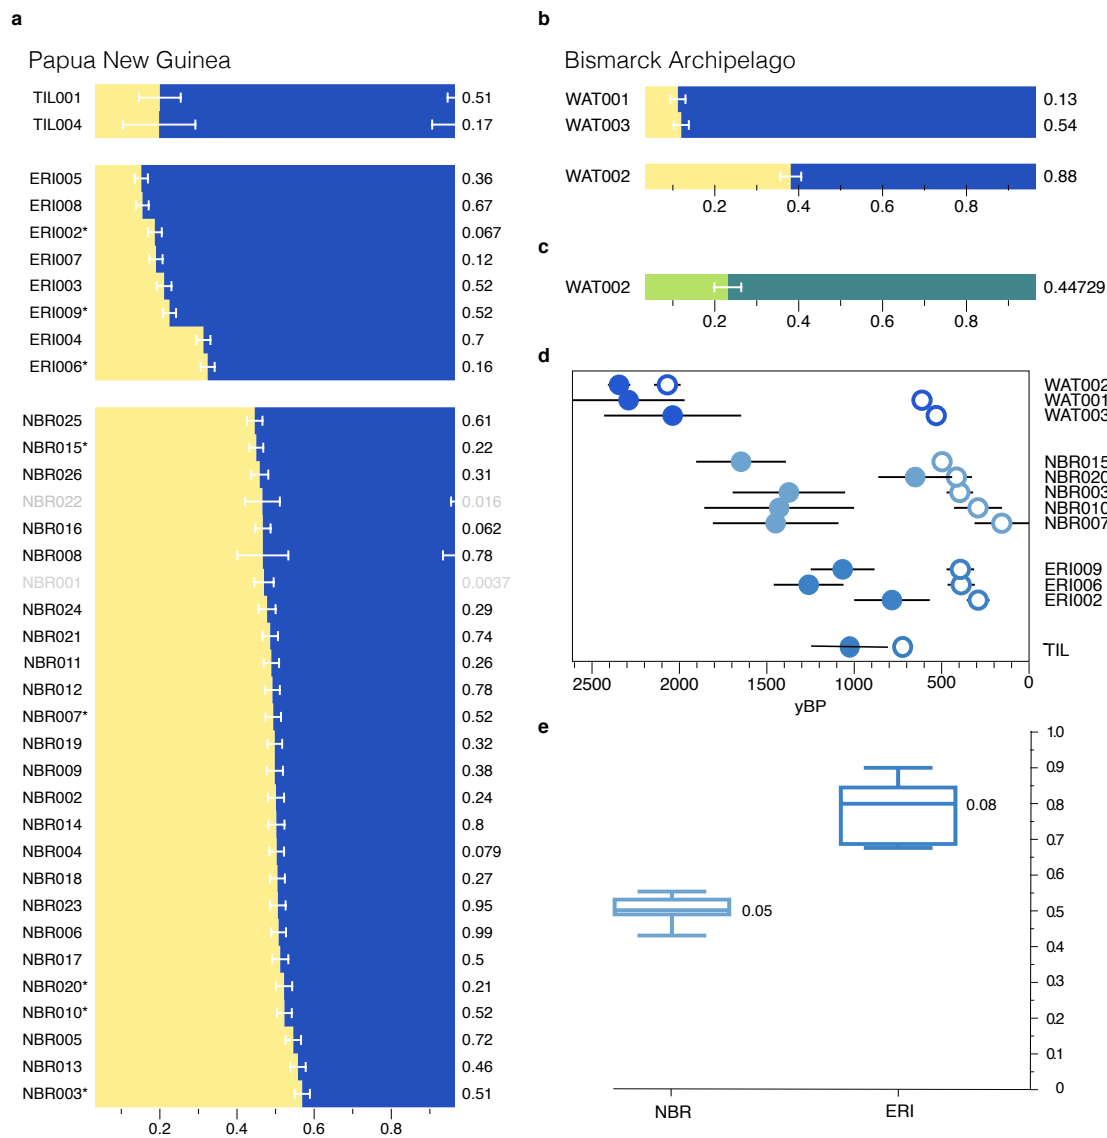 a
Papua New Guinea
TIL001 0.51
TIL004 0.17
ERI005 0.36
ERI008 0.67
ERI002* 0.067
ERI007 0.12
ERI003 0.52
ERI009* 0.52
ERI004 0.7
ERI006* 0.16
NBR025 0.61
NBR015* 0.22
NBR026 0.31
NBR022 0.016
NBR016 0.062
NBR008 0.78
NBR001 0.0037
NBR024 0.29
NBR021 0.74
NBR011 0.26
NBR012 0.78
NBR007* 0.52
NBR019 0.32
NBR009 0.38
NBR002 0.24
NBR014 0.8
NBR004 0.079
NBR018 0.27
NBR023 0.95
NBR006 0.99
NBR017 0.5
NBR020* 0.21
NBR010* 0.52
NBR005 0.72
NBR013 0.46
NBR003* 0.51
0.2 0.4 0.6 0.8
b
Bismarck Archipelago
WAT001 0.13
WAT003 0.54
WAT002 0.88
0.2 0.4 0.6 0.8
c
WAT002 0.44729
0.2 0.4 0.6 0.8
d
WAT002
WAT001
WAT003
NBR015
NBR020
NBR003
NBR010
NBR007
ERI009
ERI006
ERI002
TIL
2500 2000 1500 1000 500 0
yBP
e
1.0
0.9
0.8
0.7
0.6
0.5
0.4
0.3
0.2
0.1
0
0.08
0.05
NBR ERI